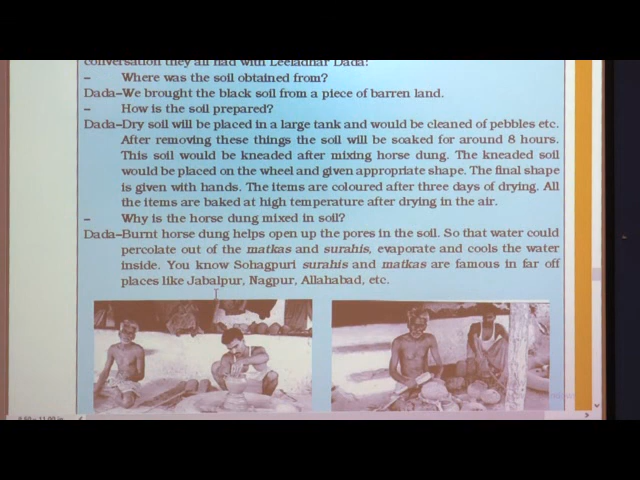 conversation they all had with Leeladhar Dada:
– Where was the soil obtained from?
Dada–We brought the black soil from a piece of barren land.
– How is the soil prepared?
Dada–Dry soil will be placed in a large tank and would be cleaned of pebbles etc.
After removing these things the soil will be soaked for around 8 hours.
This soil would be kneaded after mixing horse dung. The kneaded soil
would be placed on the wheel and given appropriate shape. The final shape
is given with hands. The items are coloured after three days of drying. All
the items are baked at high temperature after drying in the air.
– Why is the horse dung mixed in soil?
Dada–Burnt horse dung helps open up the pores in the soil. So that water could
percolate out of the matkas and surahis, evaporate and cools the water
inside. You know Sohagpuri surahis and matkas are famous in far off
places like Jabalpur, Nagpur, Allahabad, etc.